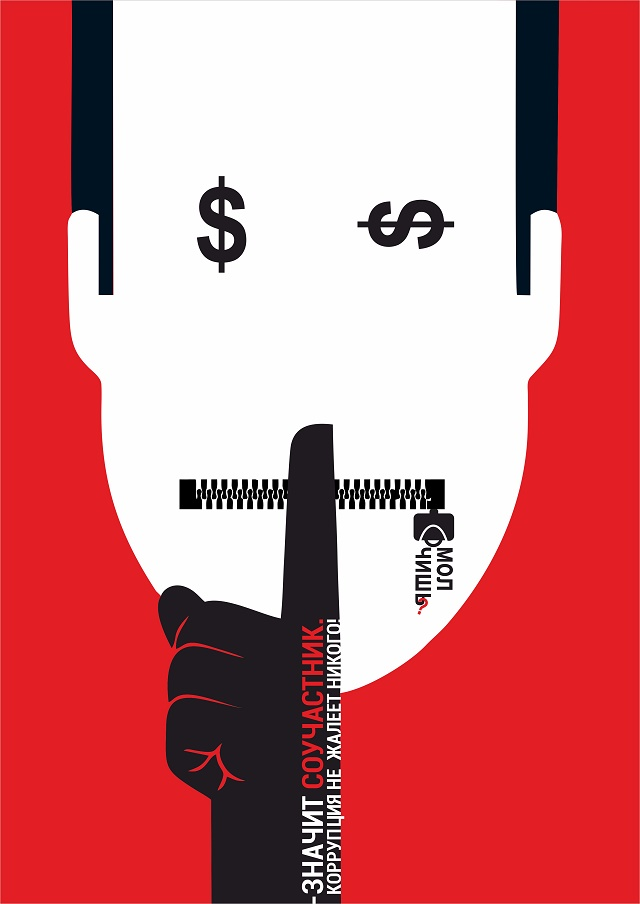 $ $
МОЛ
ЧИШЬ?
-ЗНАЧИТ СОУЧАСТНИК.
КОРРУПЦИЯ НЕ ЖАЛЕЕТ НИКОГО!